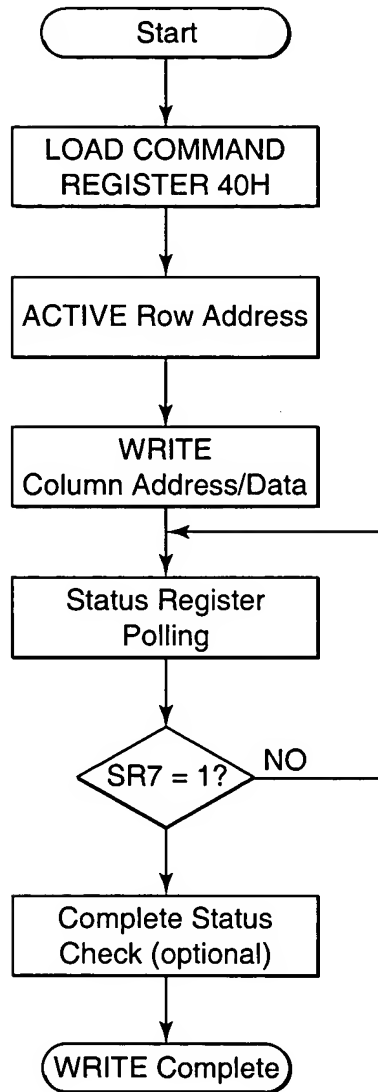 Start
LOAD COMMAND
REGISTER 40H
ACTIVE Row Address
WRITE
Column Address/Data
Status Register
Polling
SR7 = 1?
NO
Complete Status
Check (optional)
WRITE Complete